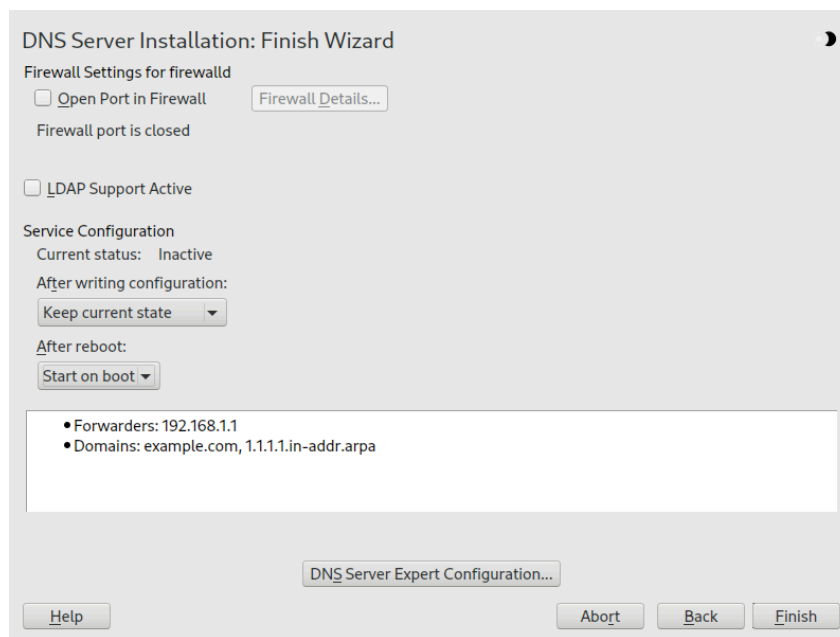 DNS Server Installation: Finish Wizard
Firewall Settings for firewalld
Open Port in Firewall Firewall Details...
Firewall port is closed
LDAP Support Active
Service Configuration
Current status: Inactive
After writing configuration:
Keep current state
After reboot:
Start on boot
• Forwarders: 192.168.1.1
• Domains: example.com, 1.1.1.1.in-addr.arpa
DNS Server Expert Configuration...
Help Abort Back Finish